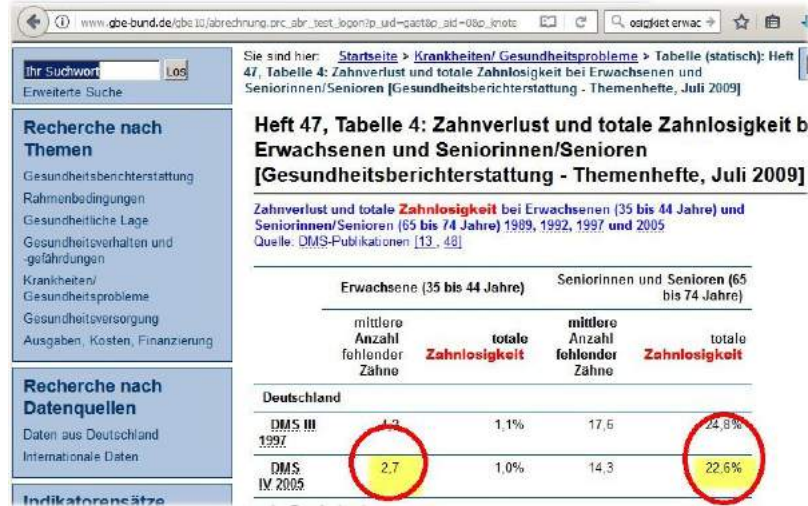 www.gbe-bund.de/gbe10/abrechnung.prc_abr_test_logon?p_uid=gast&p_aid=0&p_knote
osigkiet erwac
Ihr Suchwort
Los
Erweiterte Suche
Sie sind hier: Startseite > Krankheiten/ Gesundheitsprobleme > Tabelle (statisch): Heft
47, Tabelle 4: Zahnverlust und totale Zahnlosigkeit bei Erwachsenen und
Seniorinnen/Senioren [Gesundheitsberichterstattung - Themenhefte, Juli 2009]
Recherche nach
Themen
Gesundheitsberichterstattung
Rahmenbedingungen
Gesundheitliche Lage
Gesundheitsverhalten und
-gefährdungen
Krankheiten/
Gesundheitsprobleme
Gesundheitsversorgung
Ausgaben, Kosten, Finanzierung
Recherche nach
Datenquellen
Daten aus Deutschland
Internationale Daten
Indikatorensätze
Heft 47, Tabelle 4: Zahnverlust und totale Zahnlosigkeit b
Erwachsenen und Seniorinnen/Senioren
[Gesundheitsberichterstattung - Themenhefte, Juli 2009]
Zahnverlust und totale Zahnlosigkeit bei Erwachsenen (35 bis 44 Jahre) und
Seniorinnen/Senioren (65 bis 74 Jahre) 1989, 1992, 1997 und 2005
Quelle: DMS-Publikationen [13 , 48]
Erwachsene (35 bis 44 Jahre) Seniorinnen und Senioren (65
bis 74 Jahre)
mittlere mittlere
Anzahl totale Anzahl totale
fehlender Zahnlosigkeit fehlender Zahnlosigkeit
Zähne Zähne
Deutschland
DMS III 4,2 1,1% 17,6 24,8%
1997
DMS 2,7 1,0% 14,3 22,6%
IV 2005